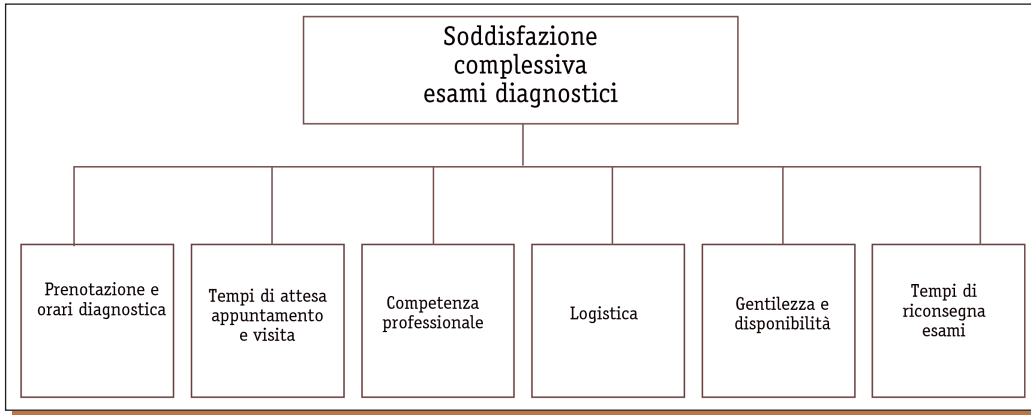 Soddisfazione
complessiva
esami diagnostici
Prenotazione e
orari diagnostica
Tempi di attesa
appuntamento
e visita
Competenza
professionale
Logistica
Gentilezza e
disponibilità
Tempi di
riconsegna
esami